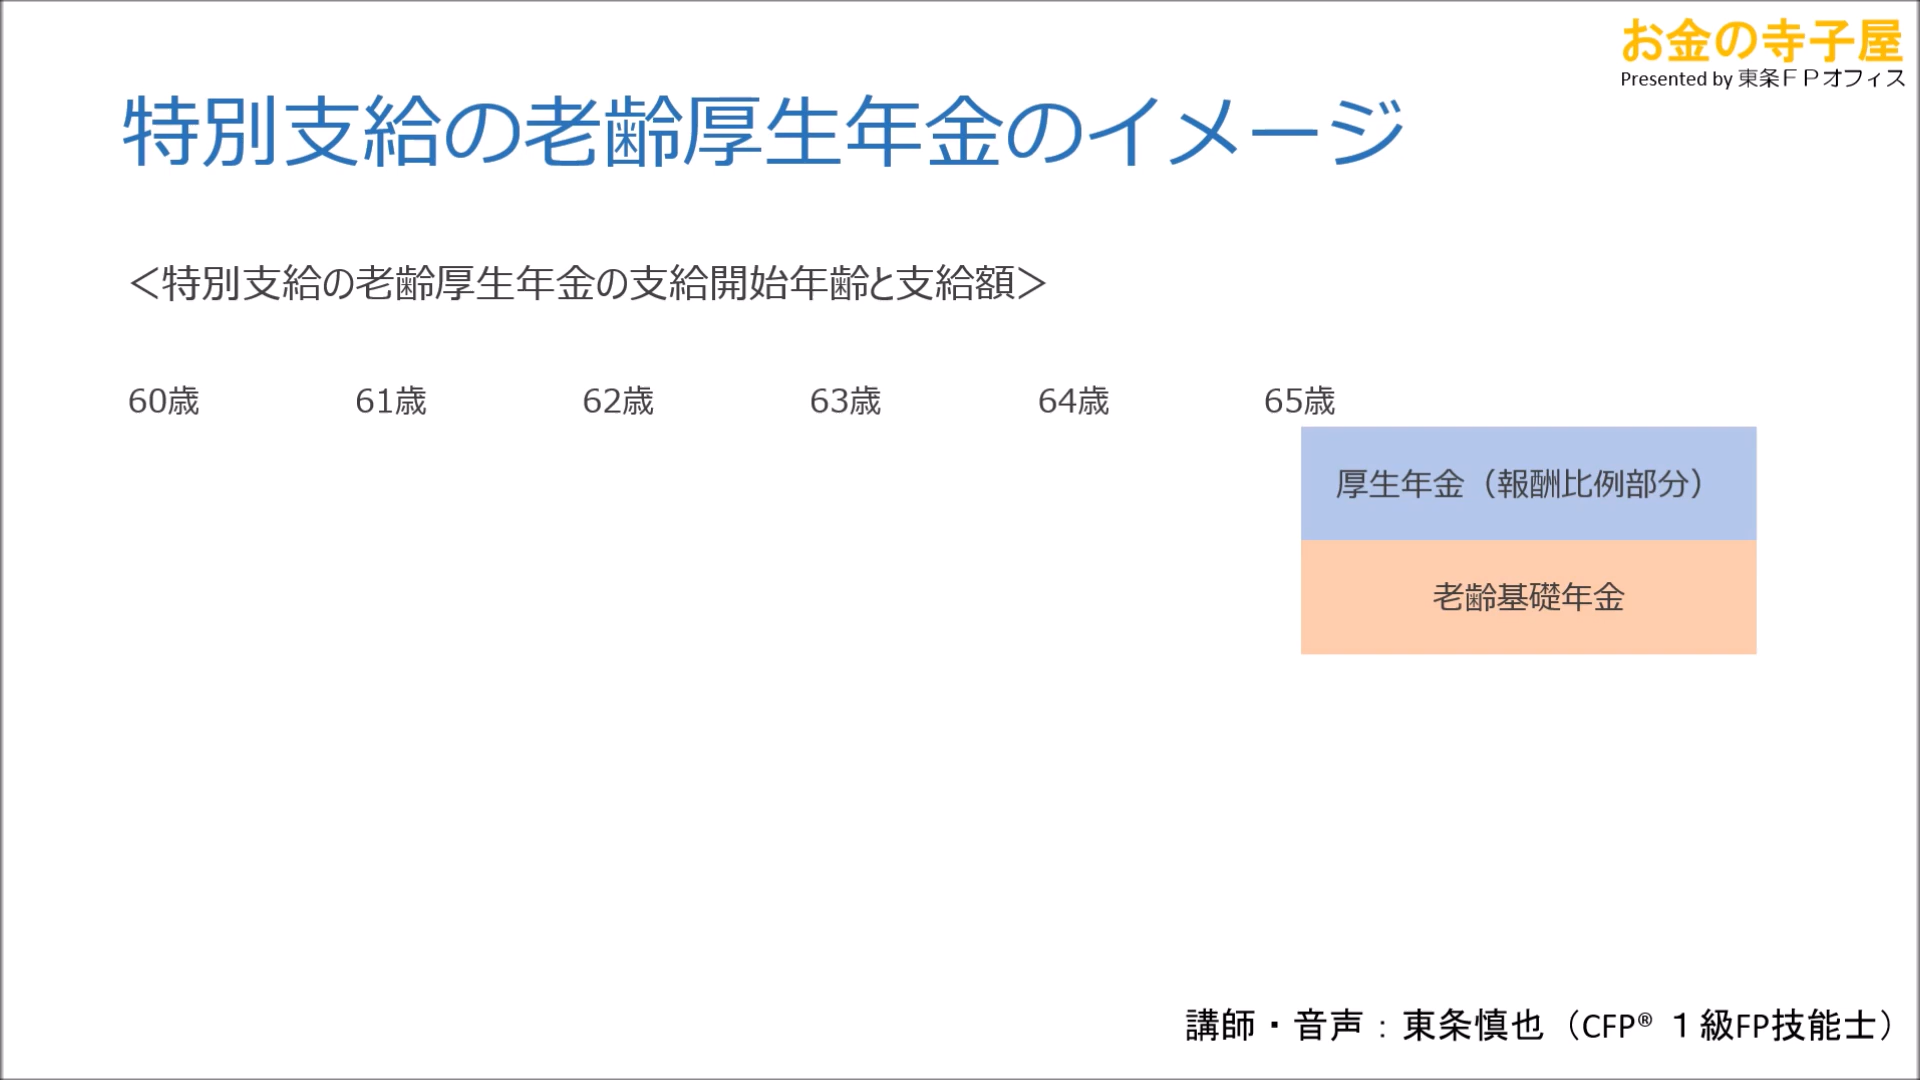 お金の寺子屋
Presented by 東条ＦＰオフィス
特別支給の老齢厚生年金のイメージ
＜特別支給の老齢厚生年金の支給開始年齢と支給額＞
60歳 61歳 62歳 63歳 64歳 65歳
厚生年金（報酬比例部分）
老齢基礎年金
講師・音声：東条慎也（CFP® １級FP技能士）